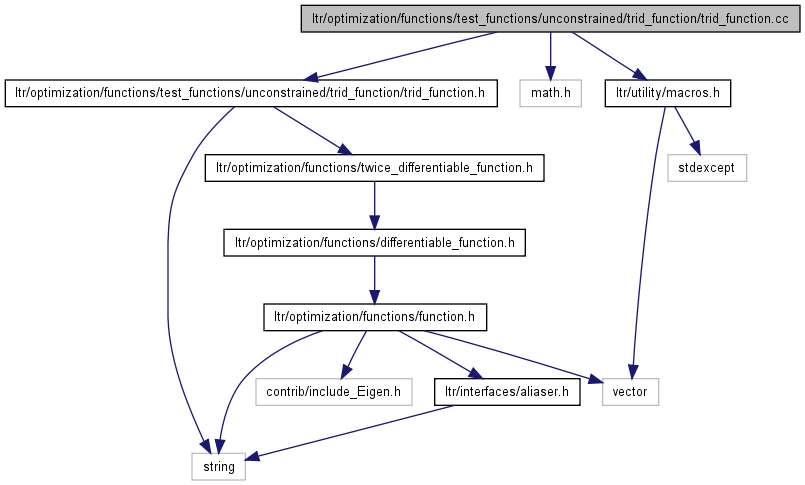 ltr/optimization/functions/test_functions/unconstrained/trid_function/trid_function.cc
ltr/optimization/functions/test_functions/unconstrained/trid_function/trid_function.h
math.h
ltr/utility/macros.h
ltr/optimization/functions/twice_differentiable_function.h
stdexcept
ltr/optimization/functions/differentiable_function.h
ltr/optimization/functions/function.h
contrib/include_Eigen.h
ltr/interfaces/aliaser.h
vector
string